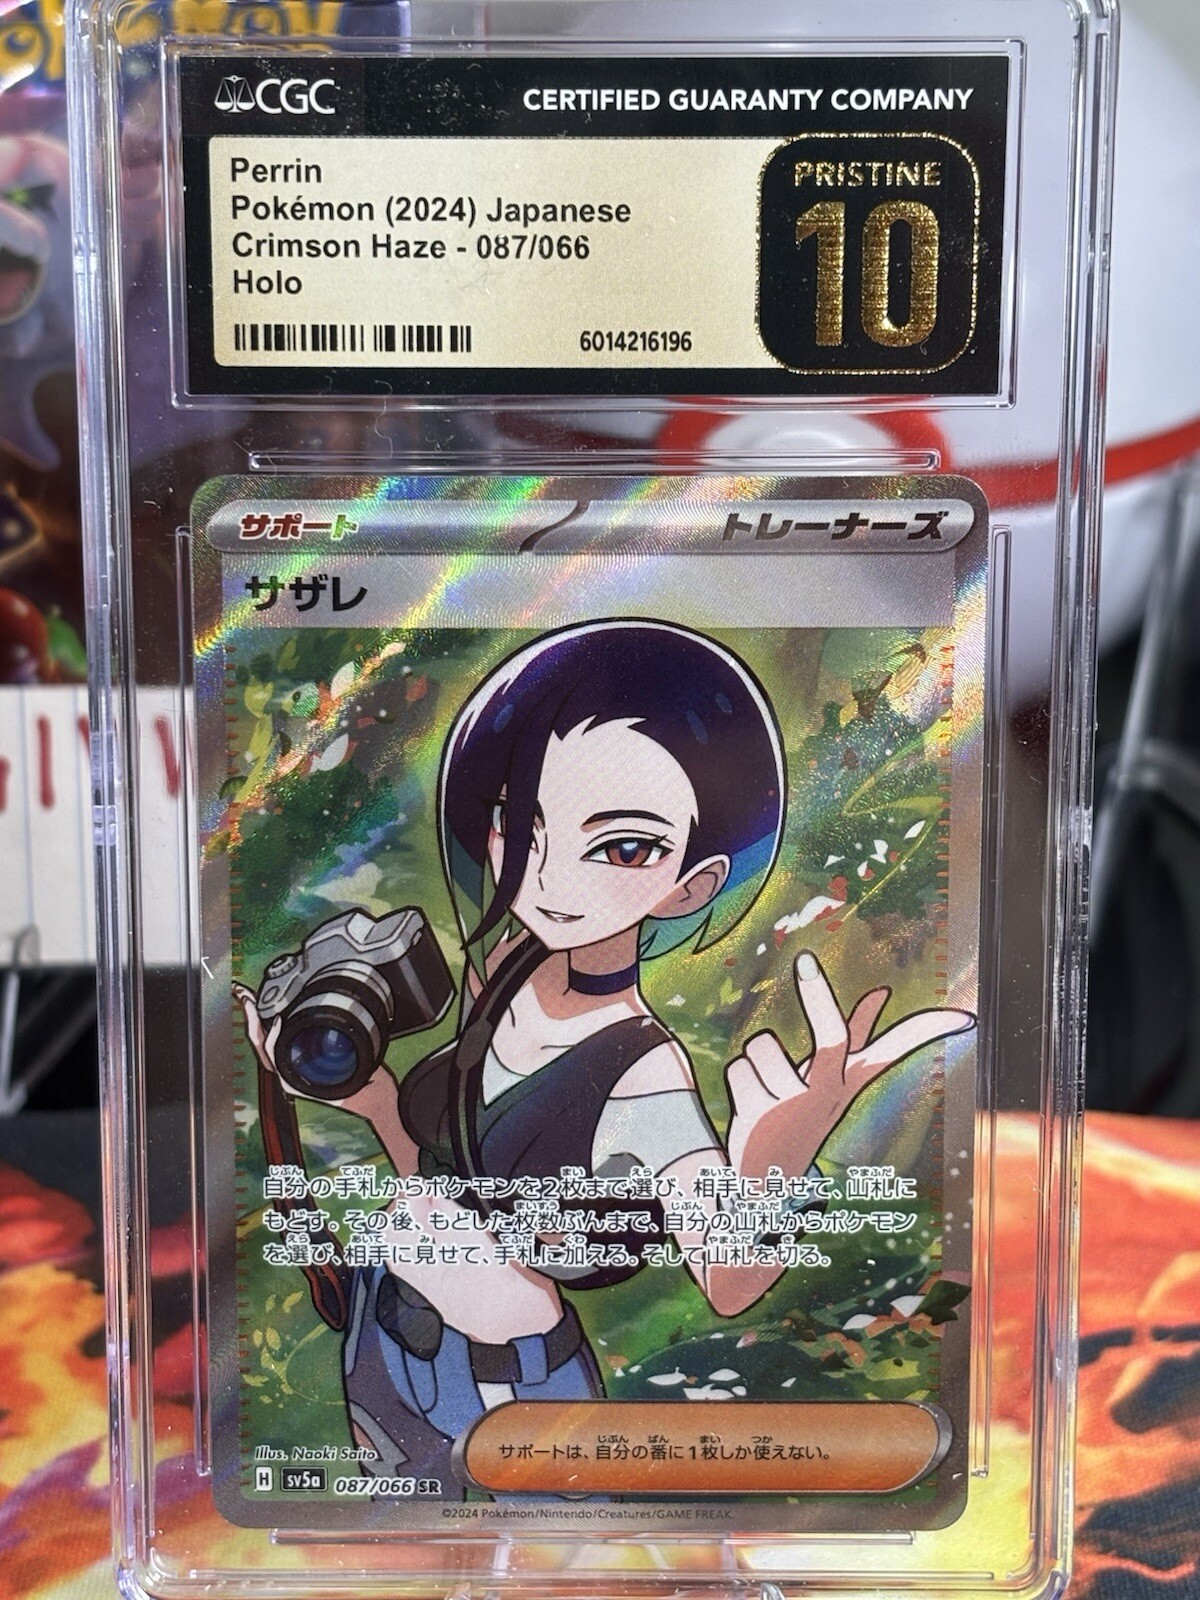 CGC
CERTIFIED GUARANTY COMPANY
Perrin
Pokémon (2024) Japanese
Crimson Haze - 087/066
Holo
6014216196
PRISTINE
10
サポート
トレーナーズ
サザレ
自分の手札からポケモンを2枚まで選び、相手に見せて、山札に
もどす。その後、もどした枚数ぶんまで、自分の山札からポケモン
を選び、相手に見せて、手札に加える。そして山札を切る。
サポートは、自分の番に1枚しか使えない。
Illus. Naoki Saito
H sv5a 087/066 SR
©2024 Pokémon/Nintendo/Creatures/GAME FREAK.